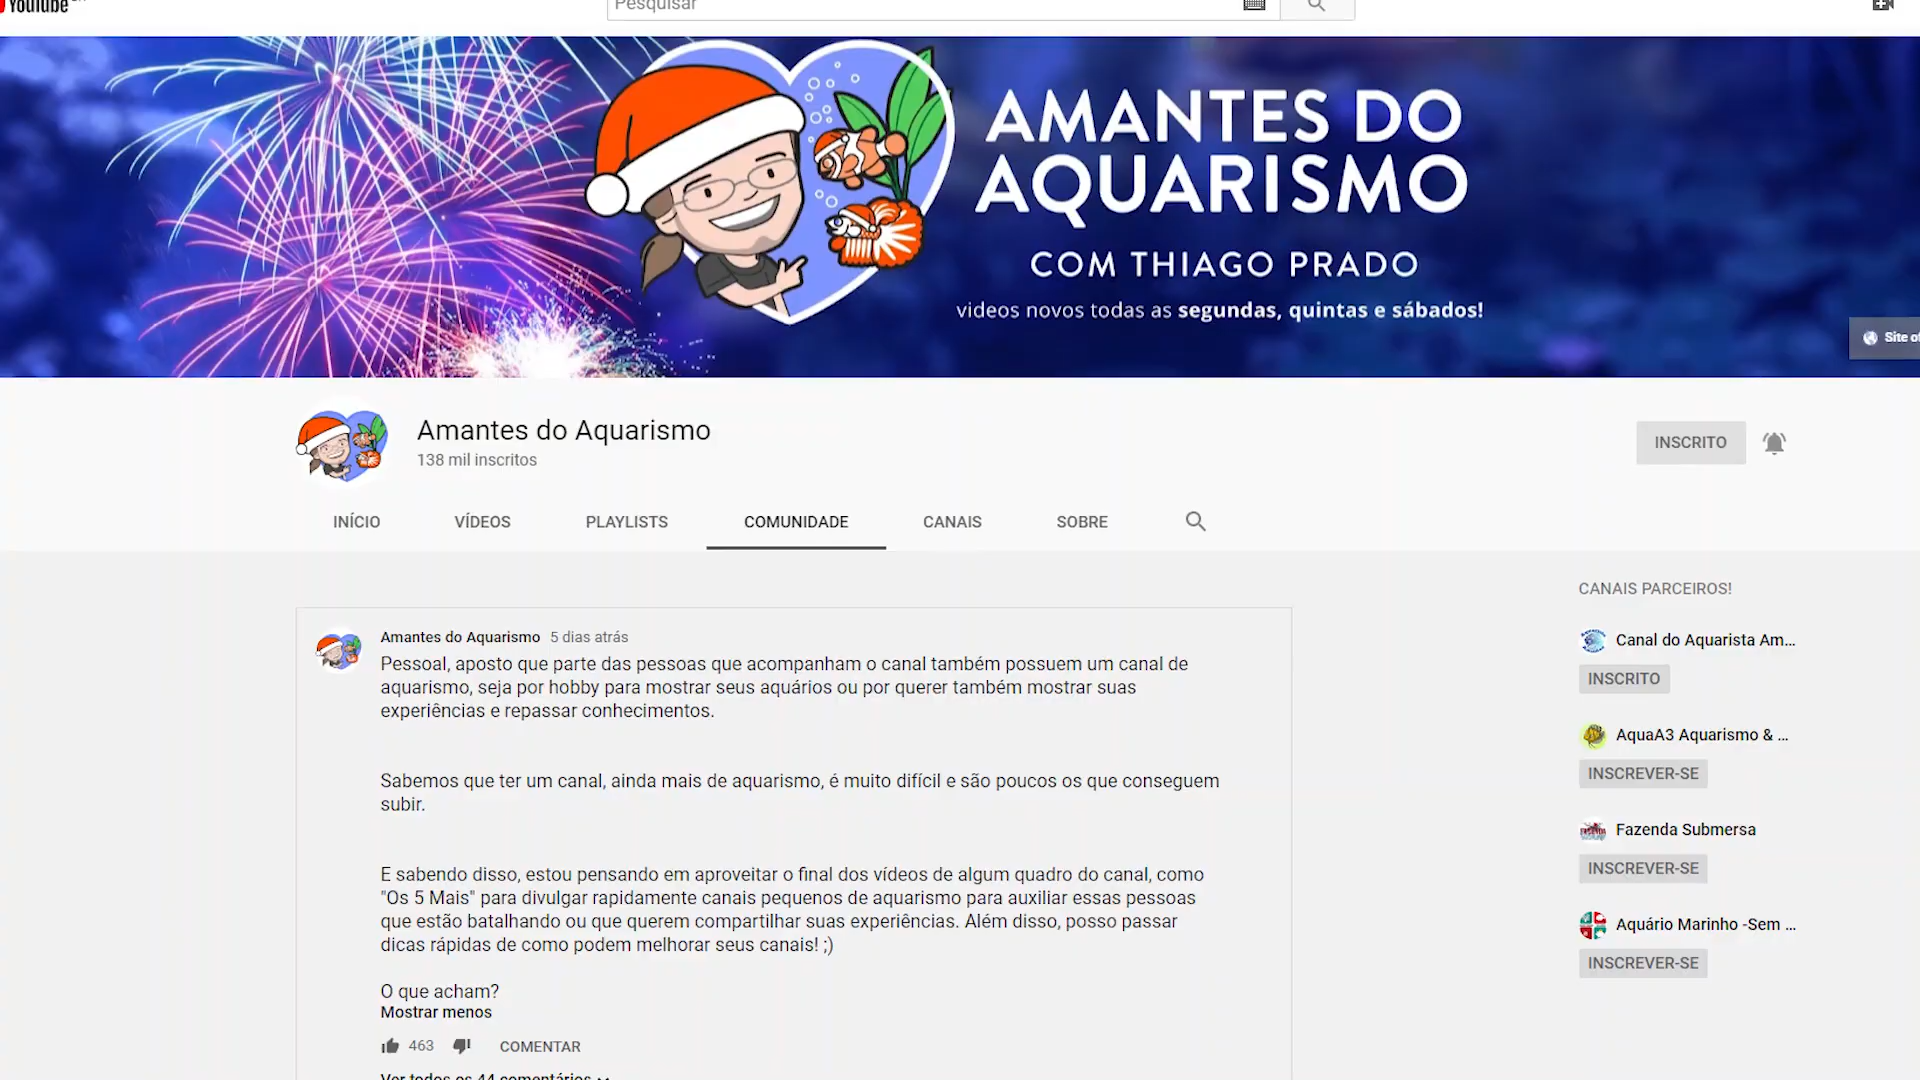 YouTube
Pesquisar
AMANTES DO
AQUARISMO
COM THIAGO PRADO
videos novos todas as segundas, quintas e sábados!
Site of
Amantes do Aquarismo
138 mil inscritos
INSCRITO
INÍCIO
VÍDEOS
PLAYLISTS
COMUNIDADE
CANAIS
SOBRE
Amantes do Aquarismo 5 dias atrás
Pessoal, aposto que parte das pessoas que acompanham o canal também possuem um canal de
aquarismo, seja por hobby para mostrar seus aquários ou por querer também mostrar suas
experiências e repassar conhecimentos.
Sabemos que ter um canal, ainda mais de aquarismo, é muito difícil e são poucos os que conseguem
subir.
E sabendo disso, estou pensando em aproveitar o final dos vídeos de algum quadro do canal, como
"Os 5 Mais" para divulgar rapidamente canais pequenos de aquarismo para auxiliar essas pessoas
que estão batalhando ou que querem compartilhar suas experiências. Além disso, posso passar
dicas rápidas de como podem melhorar seus canais! ;)
O que acham?
Mostrar menos
463
COMENTAR
Ver todos os 44 comentários
CANAIS PARCEIROS!
Canal do Aquarista Am...
INSCRITO
AquaA3 Aquarismo & ...
INSCREVER-SE
Fazenda Submersa
INSCREVER-SE
Aquário Marinho -Sem ...
INSCREVER-SE